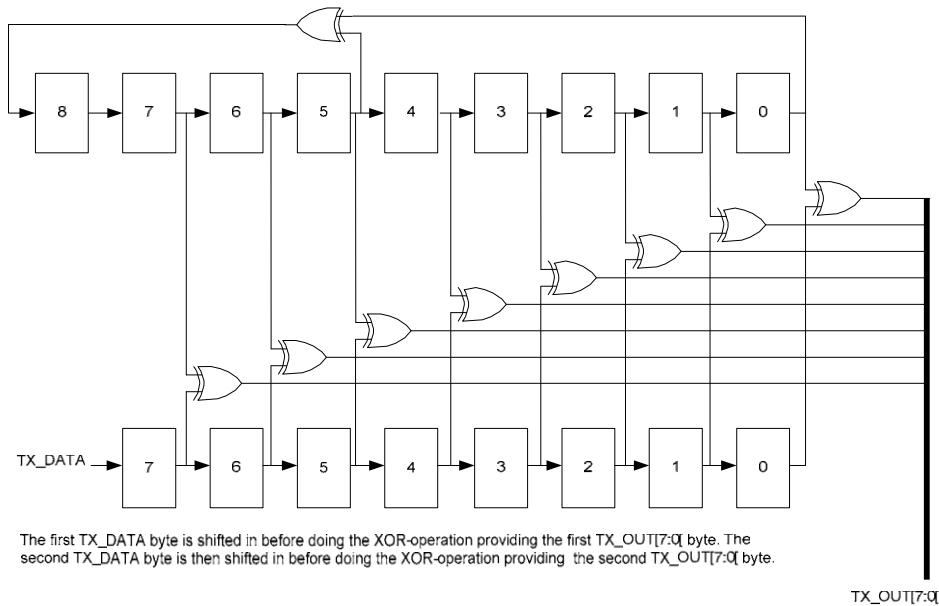 8 7 6 5 4 3 2 1 0
TX_DATA 7 6 5 4 3 2 1 0
The first TX_DATA byte is shifted in before doing the XOR-operation providing the first TX_OUT[7:0[ byte. The
second TX_DATA byte is then shifted in before doing the XOR-operation providing the second TX_OUT[7:0[ byte.
TX_OUT[7:0[